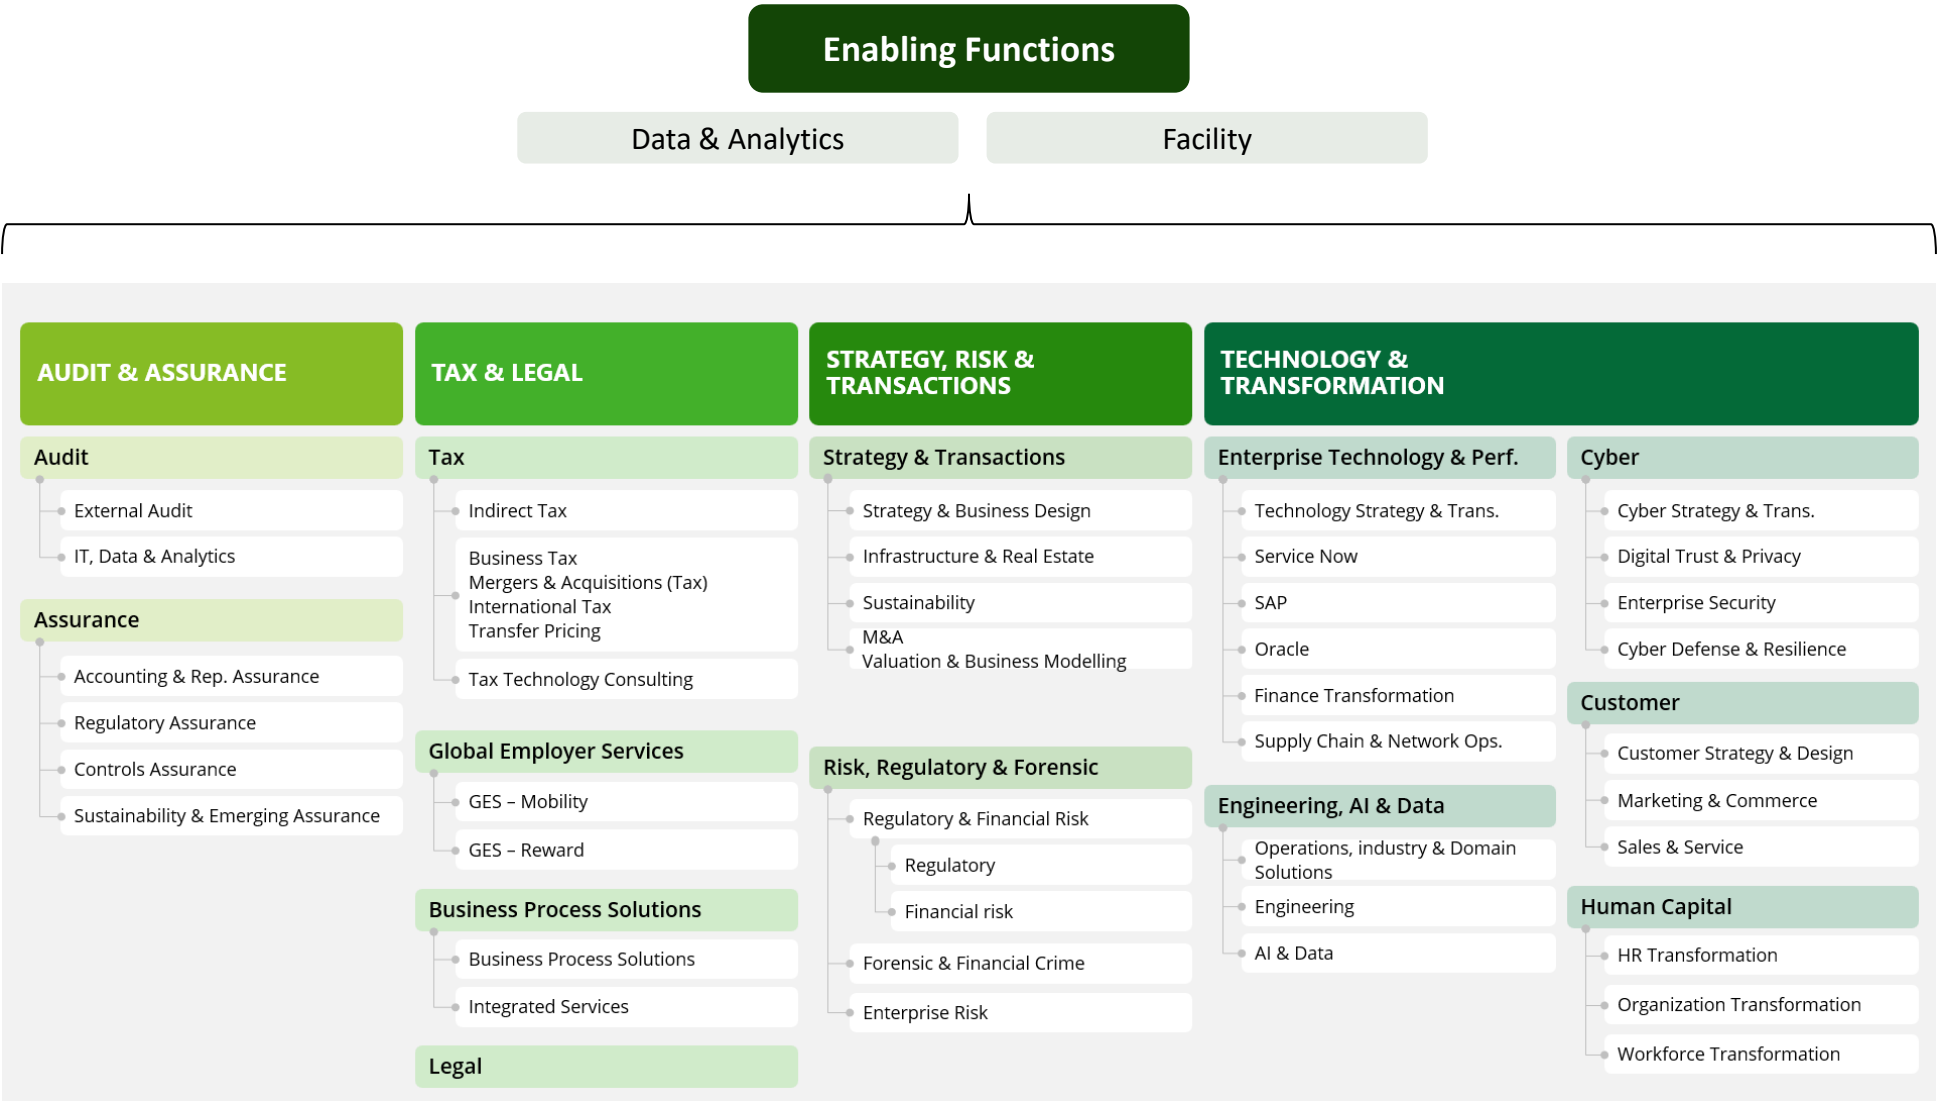 Enabling Functions
Data & Analytics
Facility
AUDIT & ASSURANCE
Audit
External Audit
IT, Data & Analytics
Assurance
Accounting & Rep. Assurance
Regulatory Assurance
Controls Assurance
Sustainability & Emerging Assurance
TAX & LEGAL
Tax
Indirect Tax
Business Tax
Mergers & Acquisitions (Tax)
International Tax
Transfer Pricing
Tax Technology Consulting
Global Employer Services
GES – Mobility
GES – Reward
Business Process Solutions
Business Process Solutions
Integrated Services
Legal
STRATEGY, RISK &
TRANSACTIONS
Strategy & Transactions
Strategy & Business Design
Infrastructure & Real Estate
Sustainability
M&A
Valuation & Business Modelling
Risk, Regulatory & Forensic
Regulatory & Financial Risk
Regulatory
Financial risk
Forensic & Financial Crime
Enterprise Risk
TECHNOLOGY &
TRANSFORMATION
Enterprise Technology & Perf.
Technology Strategy & Trans.
Service Now
SAP
Oracle
Finance Transformation
Supply Chain & Network Ops.
Engineering, AI & Data
Operations, industry & Domain
Solutions
Engineering
AI & Data
Cyber
Cyber Strategy & Trans.
Digital Trust & Privacy
Enterprise Security
Cyber Defense & Resilience
Customer
Customer Strategy & Design
Marketing & Commerce
Sales & Service
Human Capital
HR Transformation
Organization Transformation
Workforce Transformation